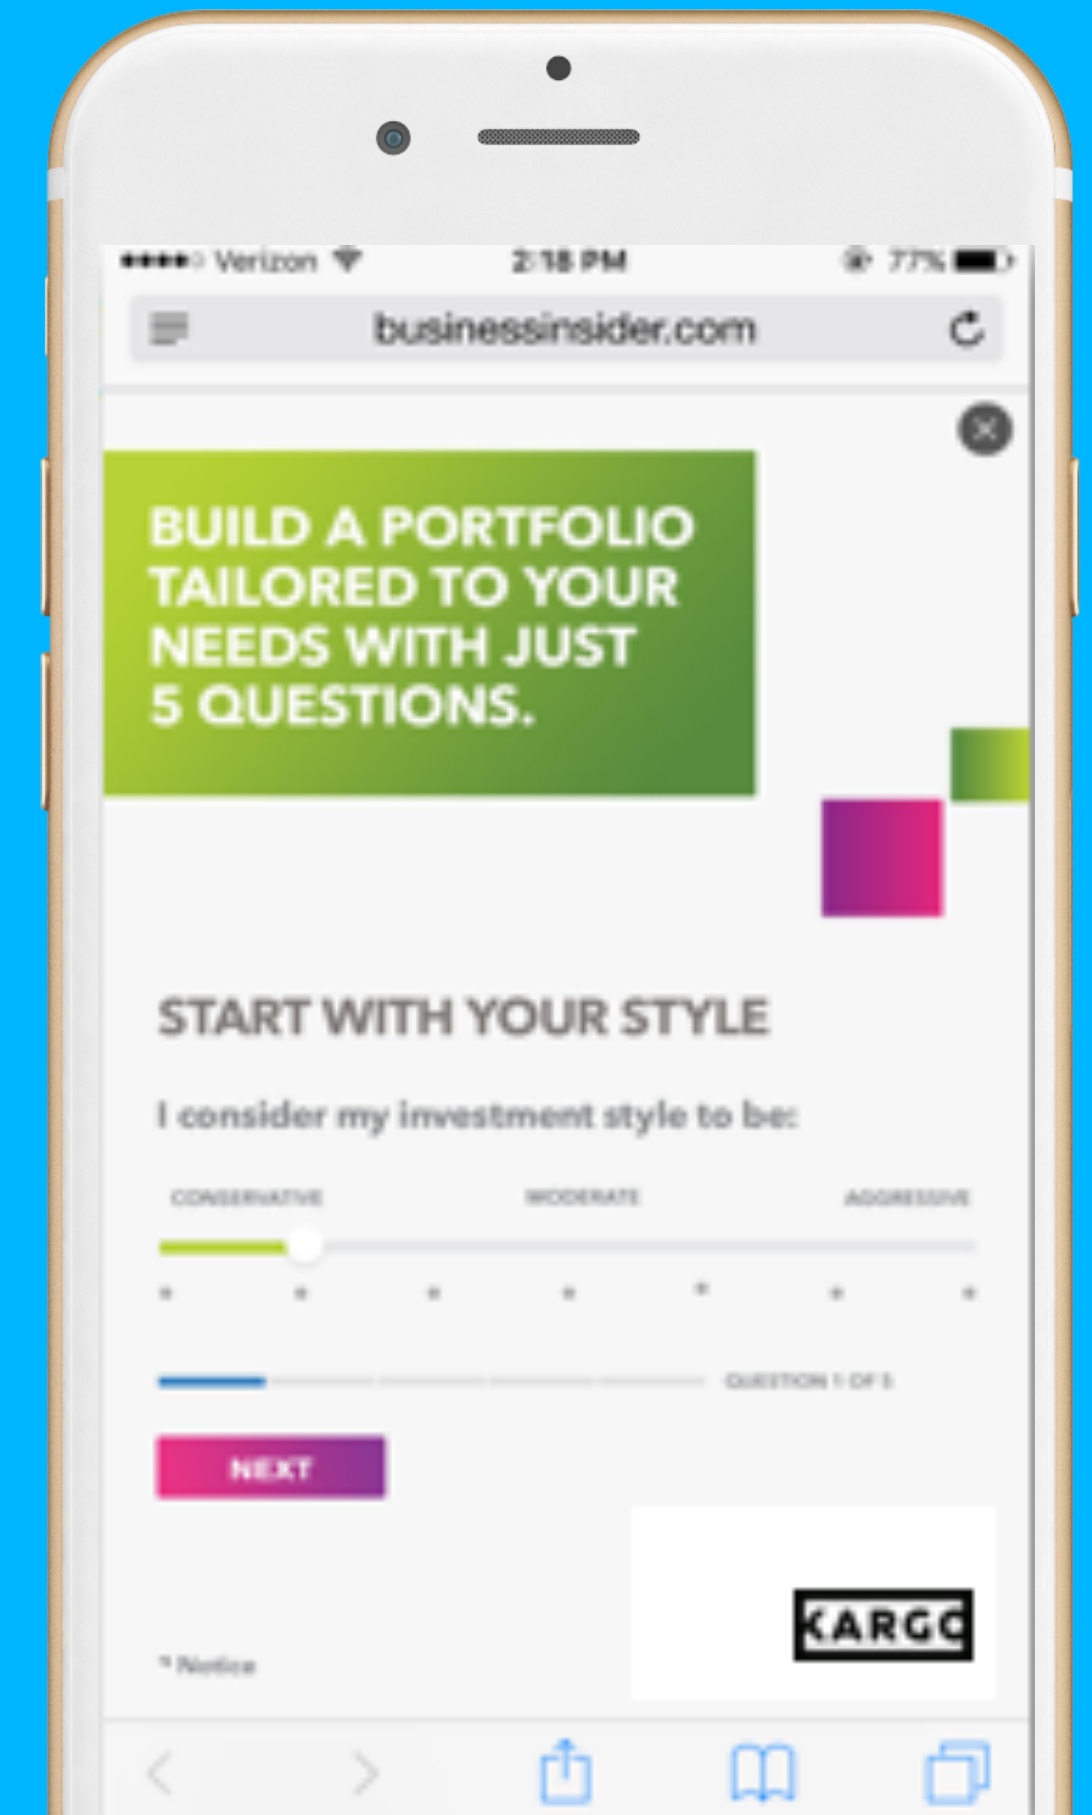 Verizon 2:18 PM 77%
businessinsider.com
BUILD A PORTFOLIO
TAILORED TO YOUR
NEEDS WITH JUST
5 QUESTIONS.
START WITH YOUR STYLE
I consider my investment style to be:
CONSERVATIVE MODERATE AGGRESSIVE
QUESTION 1 OF 5
NEXT
KARGO
* Notice